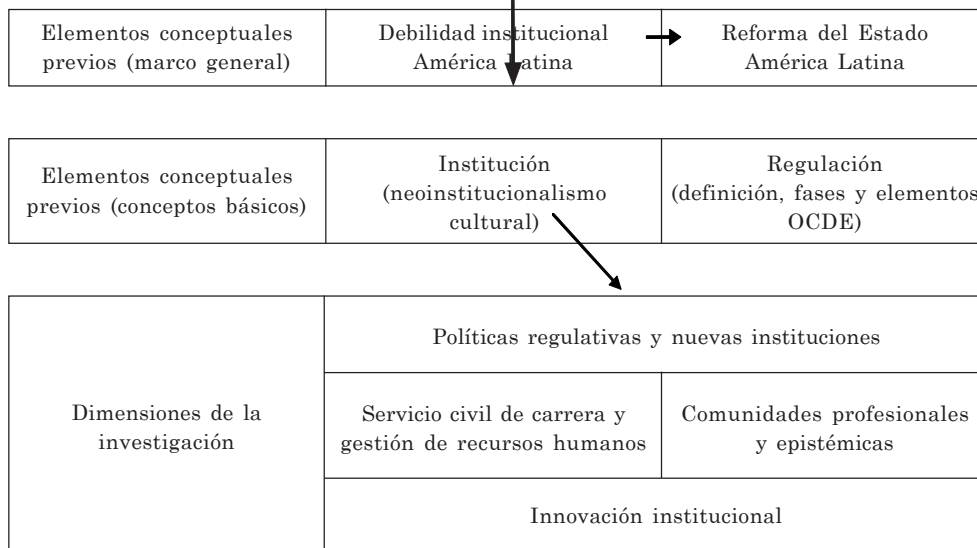 Elementos conceptuales
previos (marco general)
Debilidad institucional
América Latina
Reforma del Estado
América Latina
Elementos conceptuales
previos (conceptos básicos)
Institución
(neoinstitucionalismo
cultural)
Regulación
(definición, fases y elementos
OCDE)
Dimensiones de la
investigación
Políticas regulativas y nuevas instituciones
Servicio civil de carrera y
gestión de recursos humanos
Comunidades profesionales
y epistémicas
Innovación institucional